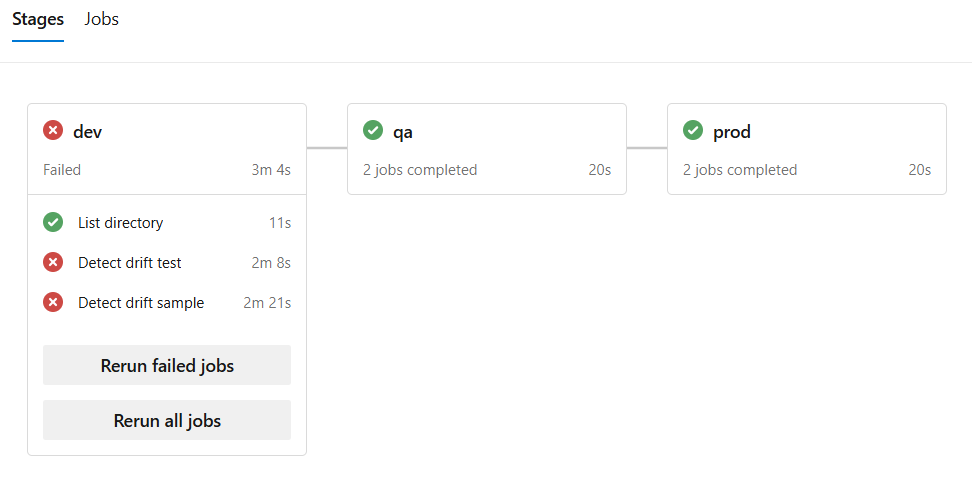 Stages Jobs
dev
Failed 3m 4s
List directory 11s
Detect drift test 2m 8s
Detect drift sample 2m 21s
Rerun failed jobs
Rerun all jobs
qa
2 jobs completed 20s
prod
2 jobs completed 20s